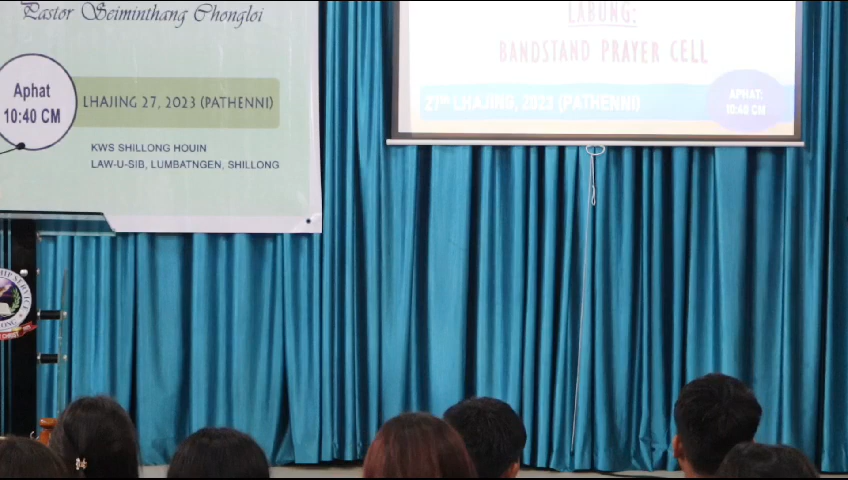 Pastor Seiminthang Chongloi
Aphat
10:40 CM
LHAJING 27, 2023 (PATHENNI)
KWS SHILLONG HOUIN
LAW-U-SIB, LUMBATNGEN, SHILLONG
LABUNG:
BANDSTAND PRAYER CELL
27TH LHAJING, 2023 (PATHENNI)
APHAT:
10:40 CM